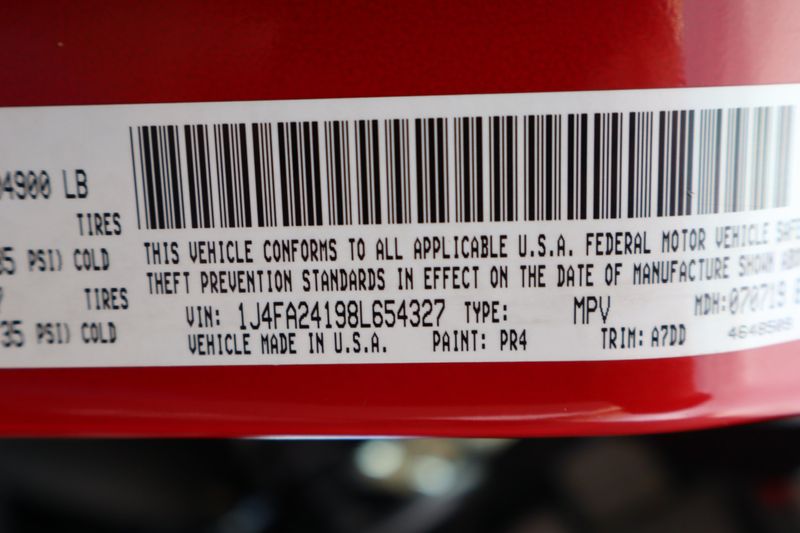 04900 LB
TIRES
PSI) COLD
TIRES
35 PSI) COLD
THIS VEHICLE CONFORMS TO ALL APPLICABLE U.S.A. FEDERAL MOTOR VEHICLE
THEFT PREVENTION STANDARDS IN EFFECT ON THE DATE OF MANUFACTURE SHOWN
VIN: 1J4FA24198L654327 TYPE: MPV MDH:070719
VEHICLE MADE IN U.S.A. PAINT: PR4 TRIM: A7DD